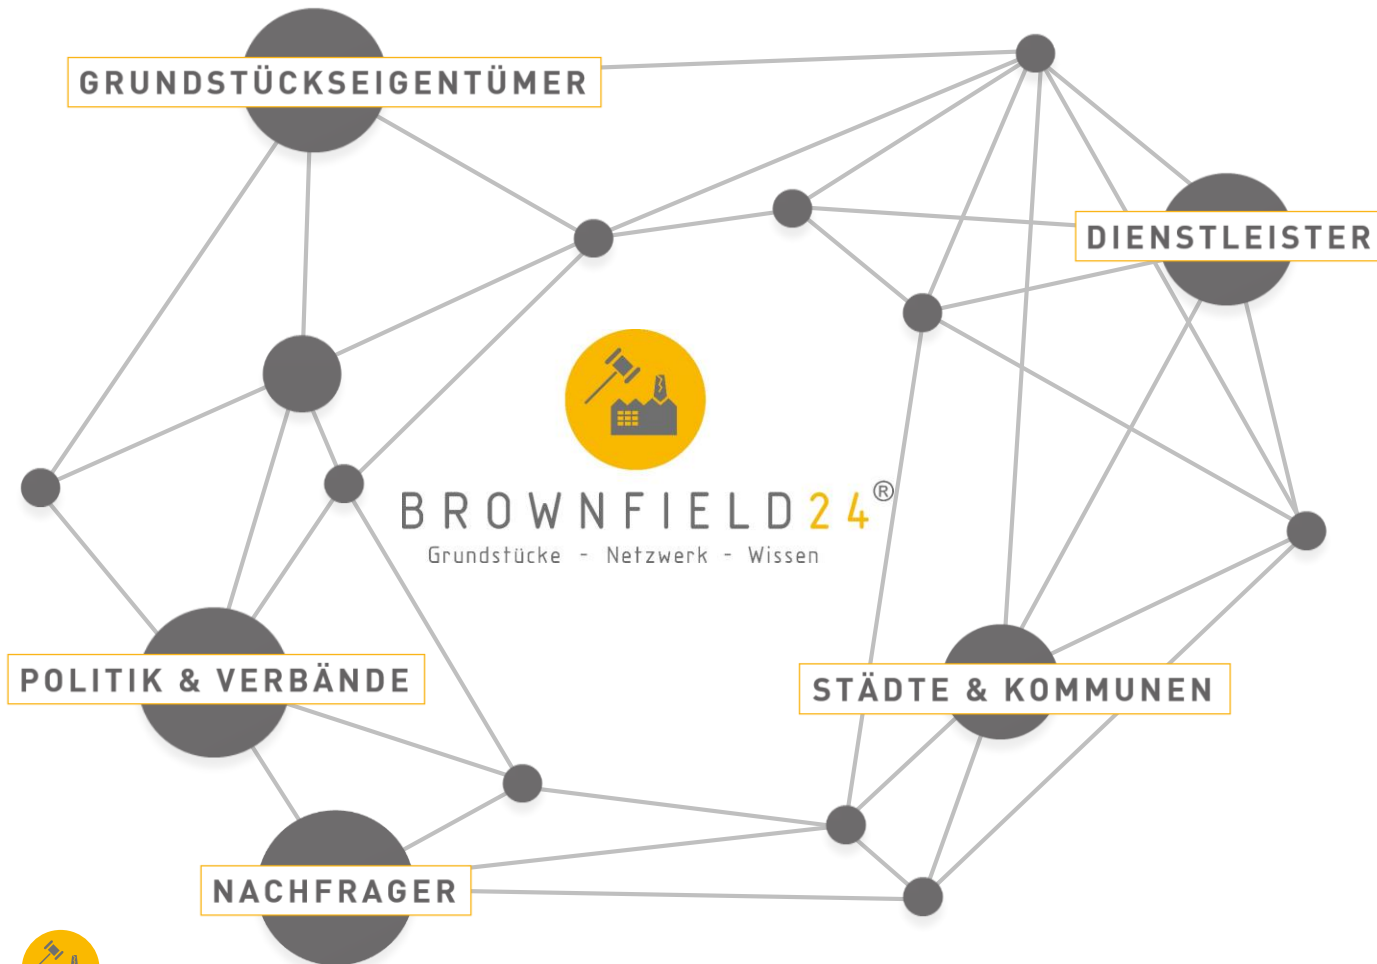 GRUNDSTÜCKSEIGENTÜMER
DIENSTLEISTER
BROWNFIELD24®
Grundstücke - Netzwerk - Wissen
POLITIK & VERBÄNDE
STÄDTE & KOMMUNEN
NACHFRAGER